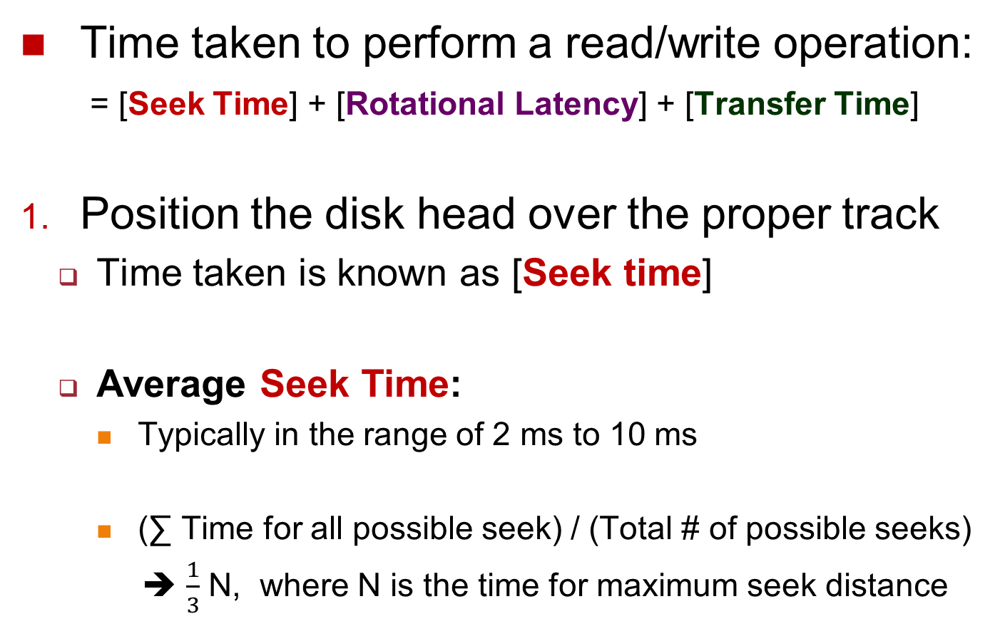 ■ Time taken to perform a read/write operation:
= [Seek Time] + [Rotational Latency] + [Transfer Time]
1. Position the disk head over the proper track
❑ Time taken is known as [Seek time]
❑ Average Seek Time:
■ Typically in the range of 2 ms to 10 ms
■ (∑ Time for all possible seek) / (Total # of possible seeks)
➔ 1/3 N, where N is the time for maximum seek distance